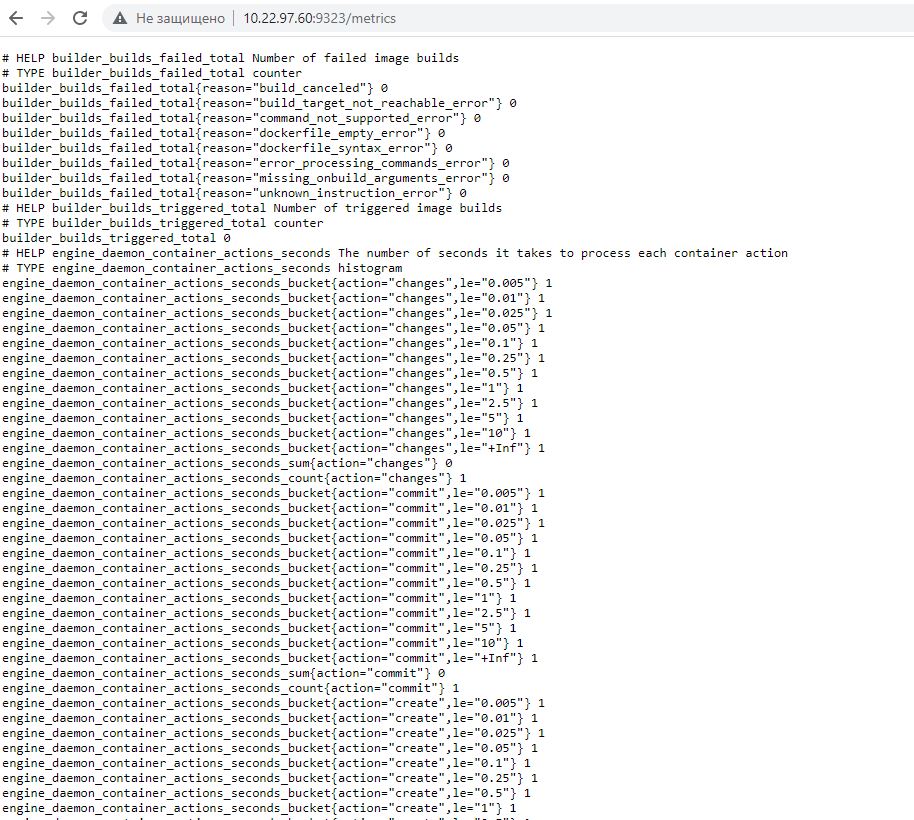 Не защищено 10.22.97.60:9323/metrics
# HELP builder_builds_failed_total Number of failed image builds
# TYPE builder_builds_failed_total counter
builder_builds_failed_total{reason="build_canceled"} 0
builder_builds_failed_total{reason="build_target_not_reachable_error"} 0
builder_builds_failed_total{reason="command_not_supported_error"} 0
builder_builds_failed_total{reason="dockerfile_empty_error"} 0
builder_builds_failed_total{reason="dockerfile_syntax_error"} 0
builder_builds_failed_total{reason="error_processing_commands_error"} 0
builder_builds_failed_total{reason="missing_onbuild_arguments_error"} 0
builder_builds_failed_total{reason="unknown_instruction_error"} 0
# HELP builder_builds_triggered_total Number of triggered image builds
# TYPE builder_builds_triggered_total counter
builder_builds_triggered_total 0
# HELP engine_daemon_container_actions_seconds The number of seconds it takes to process each container action
# TYPE engine_daemon_container_actions_seconds histogram
engine_daemon_container_actions_seconds_bucket{action="changes",le="0.005"} 1
engine_daemon_container_actions_seconds_bucket{action="changes",le="0.01"} 1
engine_daemon_container_actions_seconds_bucket{action="changes",le="0.025"} 1
engine_daemon_container_actions_seconds_bucket{action="changes",le="0.05"} 1
engine_daemon_container_actions_seconds_bucket{action="changes",le="0.1"} 1
engine_daemon_container_actions_seconds_bucket{action="changes",le="0.25"} 1
engine_daemon_container_actions_seconds_bucket{action="changes",le="0.5"} 1
engine_daemon_container_actions_seconds_bucket{action="changes",le="1"} 1
engine_daemon_container_actions_seconds_bucket{action="changes",le="2.5"} 1
engine_daemon_container_actions_seconds_bucket{action="changes",le="5"} 1
engine_daemon_container_actions_seconds_bucket{action="changes",le="10"} 1
engine_daemon_container_actions_seconds_bucket{action="changes",le="+Inf"} 1
engine_daemon_container_actions_seconds_sum{action="changes"} 0
engine_daemon_container_actions_seconds_count{action="changes"} 1
engine_daemon_container_actions_seconds_bucket{action="commit",le="0.005"} 1
engine_daemon_container_actions_seconds_bucket{action="commit",le="0.01"} 1
engine_daemon_container_actions_seconds_bucket{action="commit",le="0.025"} 1
engine_daemon_container_actions_seconds_bucket{action="commit",le="0.05"} 1
engine_daemon_container_actions_seconds_bucket{action="commit",le="0.1"} 1
engine_daemon_container_actions_seconds_bucket{action="commit",le="0.25"} 1
engine_daemon_container_actions_seconds_bucket{action="commit",le="0.5"} 1
engine_daemon_container_actions_seconds_bucket{action="commit",le="1"} 1
engine_daemon_container_actions_seconds_bucket{action="commit",le="2.5"} 1
engine_daemon_container_actions_seconds_bucket{action="commit",le="5"} 1
engine_daemon_container_actions_seconds_bucket{action="commit",le="10"} 1
engine_daemon_container_actions_seconds_bucket{action="commit",le="+Inf"} 1
engine_daemon_container_actions_seconds_sum{action="commit"} 0
engine_daemon_container_actions_seconds_count{action="commit"} 1
engine_daemon_container_actions_seconds_bucket{action="create",le="0.005"} 1
engine_daemon_container_actions_seconds_bucket{action="create",le="0.01"} 1
engine_daemon_container_actions_seconds_bucket{action="create",le="0.025"} 1
engine_daemon_container_actions_seconds_bucket{action="create",le="0.05"} 1
engine_daemon_container_actions_seconds_bucket{action="create",le="0.1"} 1
engine_daemon_container_actions_seconds_bucket{action="create",le="0.25"} 1
engine_daemon_container_actions_seconds_bucket{action="create",le="0.5"} 1
engine_daemon_container_actions_seconds_bucket{action="create",le="1"} 1